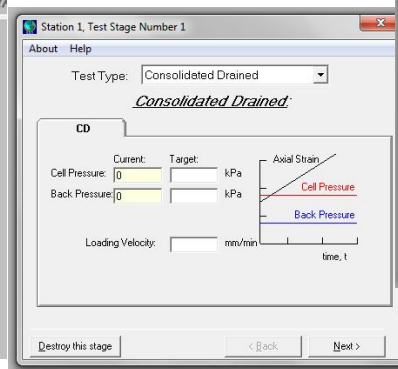 Station 1, Test Stage Number 1
x
About Help
Test Type: Consolidated Drained
Consolidated Drained:
CD
Current: Target:
Cell Pressure: 0 kPa
Back Pressure: 0 kPa
Loading Velocity: mm/min
Axial Strain
Cell Pressure
Back Pressure
time, t
Destroy this stage < Back Next >